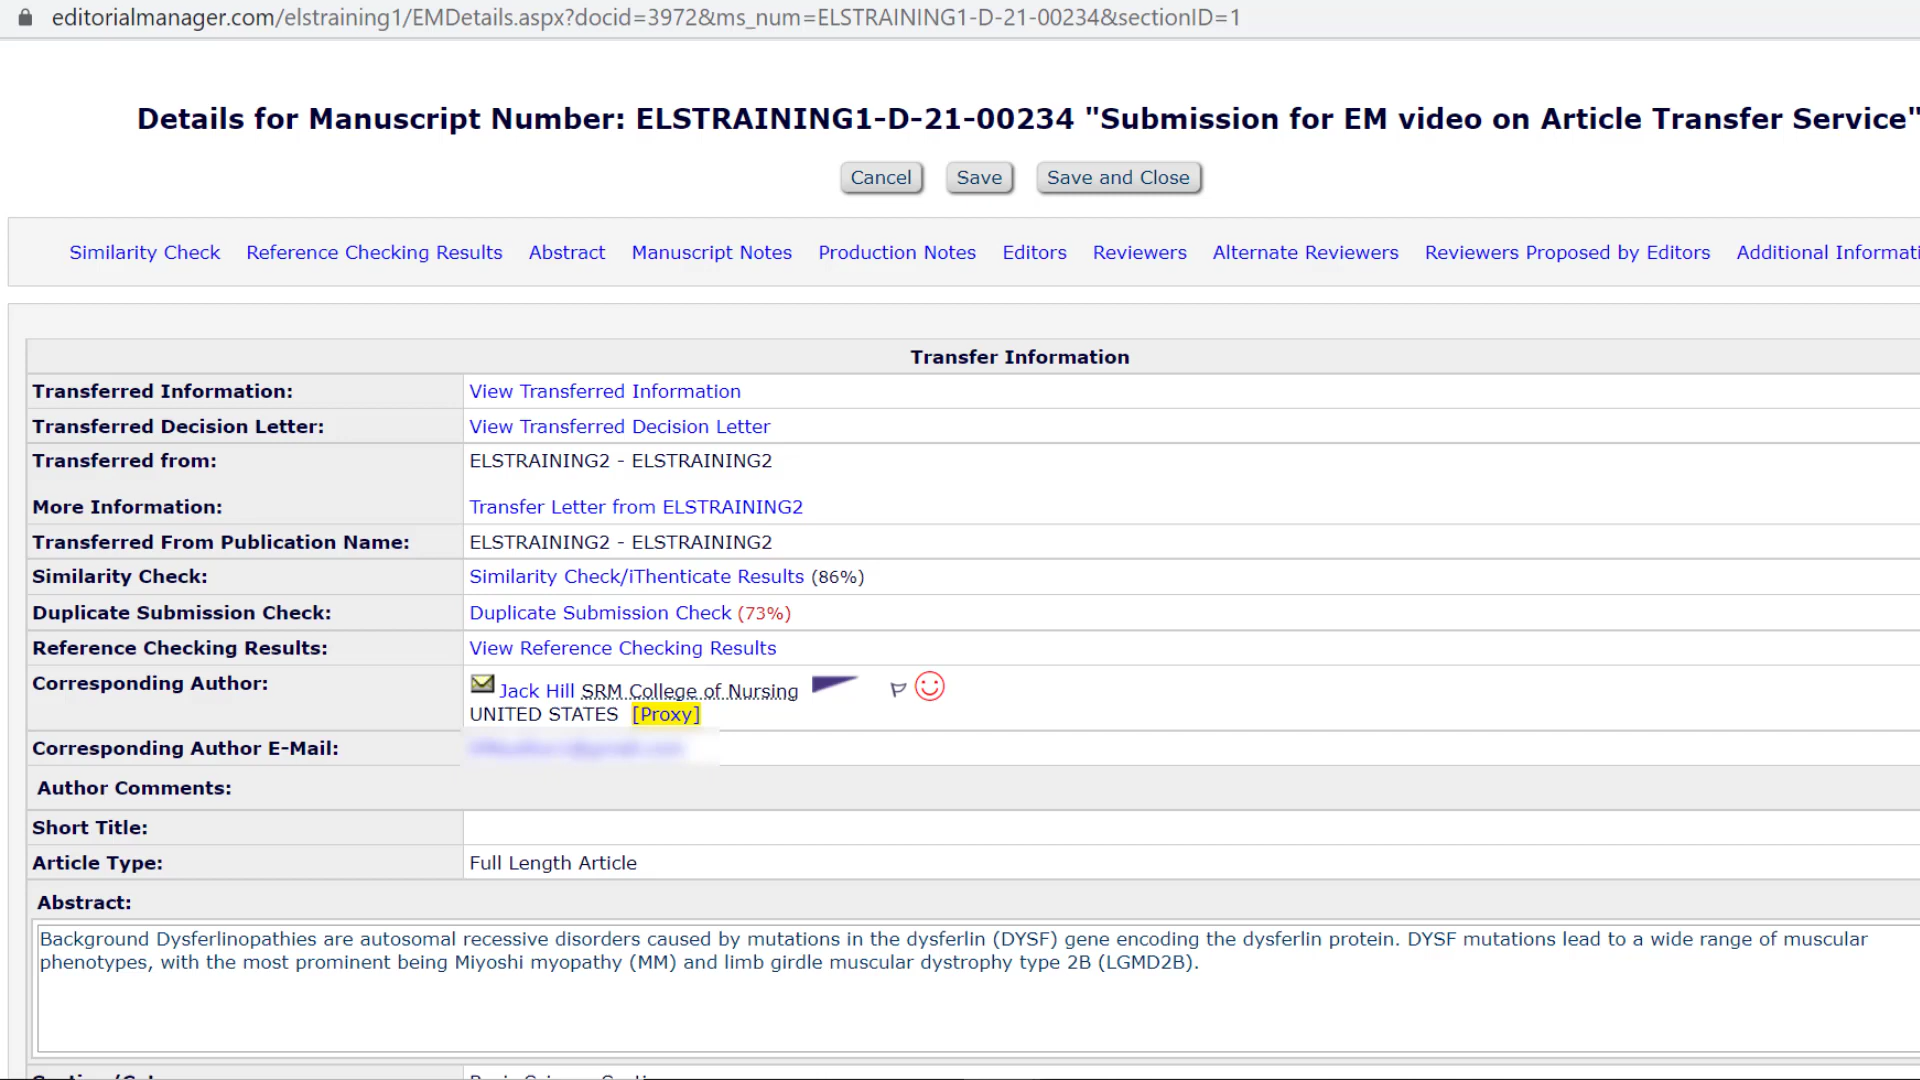 editorialmanager.com/elstraining1/EMDetails.aspx?docid=3972&ms_num=ELSTRAINING1-D-21-00234&sectionID=1
Details for Manuscript Number: ELSTRAINING1-D-21-00234 "Submission for EM video on Article Transfer Service"
Cancel Save Save and Close
Similarity Check Reference Checking Results Abstract Manuscript Notes Production Notes Editors Reviewers Alternate Reviewers Reviewers Proposed by Editors Additional Informati
Transfer Information
Transferred Information: View Transferred Information
Transferred Decision Letter: View Transferred Decision Letter
Transferred from: ELSTRAINING2 - ELSTRAINING2
More Information: Transfer Letter from ELSTRAINING2
Transferred From Publication Name: ELSTRAINING2 - ELSTRAINING2
Similarity Check: Similarity Check/iThenticate Results (86%)
Duplicate Submission Check: Duplicate Submission Check (73%)
Reference Checking Results: View Reference Checking Results
Corresponding Author: Jack Hill SRM College of Nursing
UNITED STATES [Proxy]
Corresponding Author E-Mail:
Author Comments:
Short Title:
Article Type: Full Length Article
Abstract:
Background Dysferlinopathies are autosomal recessive disorders caused by mutations in the dysferlin (DYSF) gene encoding the dysferlin protein. DYSF mutations lead to a wide range of muscular
phenotypes, with the most prominent being Miyoshi myopathy (MM) and limb girdle muscular dystrophy type 2B (LGMD2B).